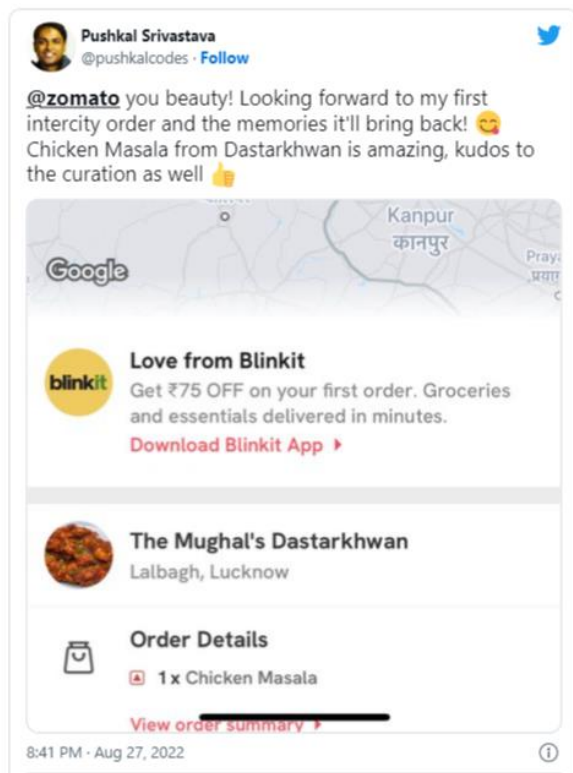 Pushkal Srivastava
@pushkalcodes · Follow
@zomato you beauty! Looking forward to my first
intercity order and the memories it'll bring back! 😋
Chicken Masala from Dastarkhwan is amazing, kudos to
the curation as well 👍
Kanpur
कानपुर
Google
blinkit
Love from Blinkit
Get ₹75 OFF on your first order. Groceries
and essentials delivered in minutes.
Download Blinkit App
The Mughal's Dastarkhwan
Lalbagh, Lucknow
Order Details
1 x Chicken Masala
View order summary
8:41 PM · Aug 27, 2022